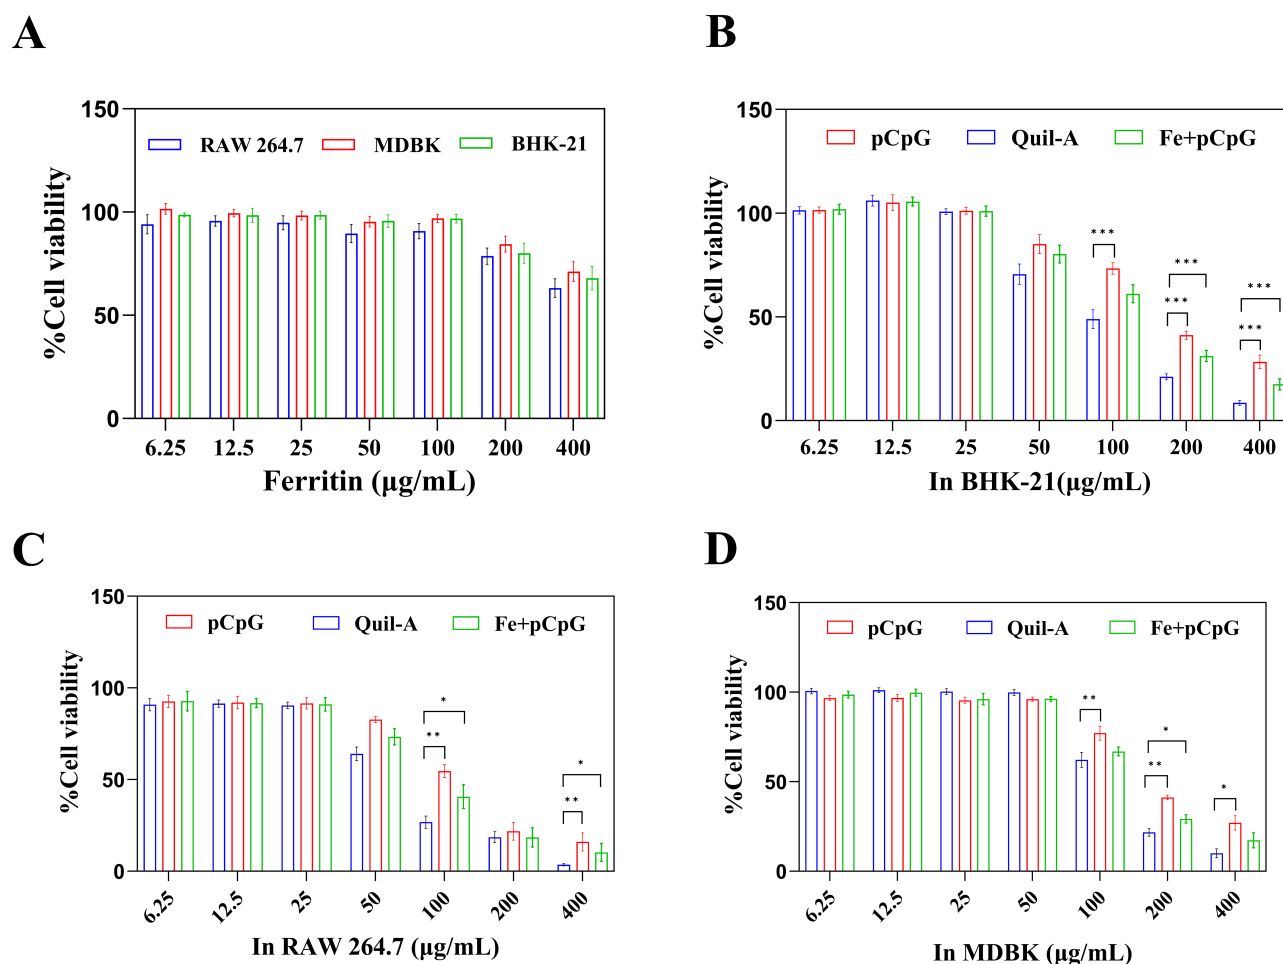 A
%Cell viability
150
100
50
0
RAW 264.7 MDBK BHK-21
6.25 12.5 25 50 100 200 400
Ferritin (μg/mL)
B
%Cell viability
150
100
50
0
pCpG Quil-A Fe+pCpG
***
***
***
***
***
6.25 12.5 25 50 100 200 400
In BHK-21(μg/mL)
C
%Cell viability
150
100
50
0
pCpG Quil-A Fe+pCpG
*
**
*
**
6.25 12.5 25 50 100 200 400
In RAW 264.7 (μg/mL)
D
%Cell viability
150
100
50
0
pCpG Quil-A Fe+pCpG
**
*
**
*
6.25 12.5 25 50 100 200 400
In MDBK (μg/mL)